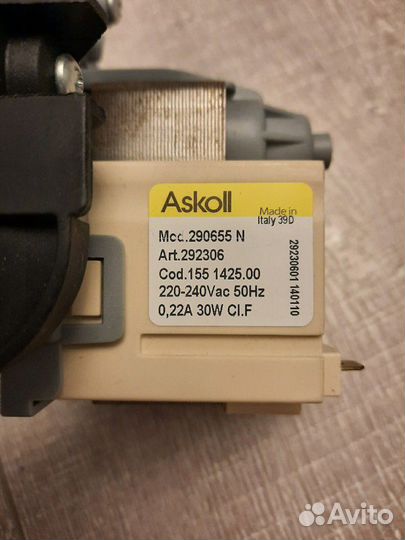 Askoll
Made in
Italy 39D
Mod.290655 N
Art.292306
Cod.155 1425.00
220-240Vac 50Hz
0,22A 30W Cl.F
29230601 140110
Avito